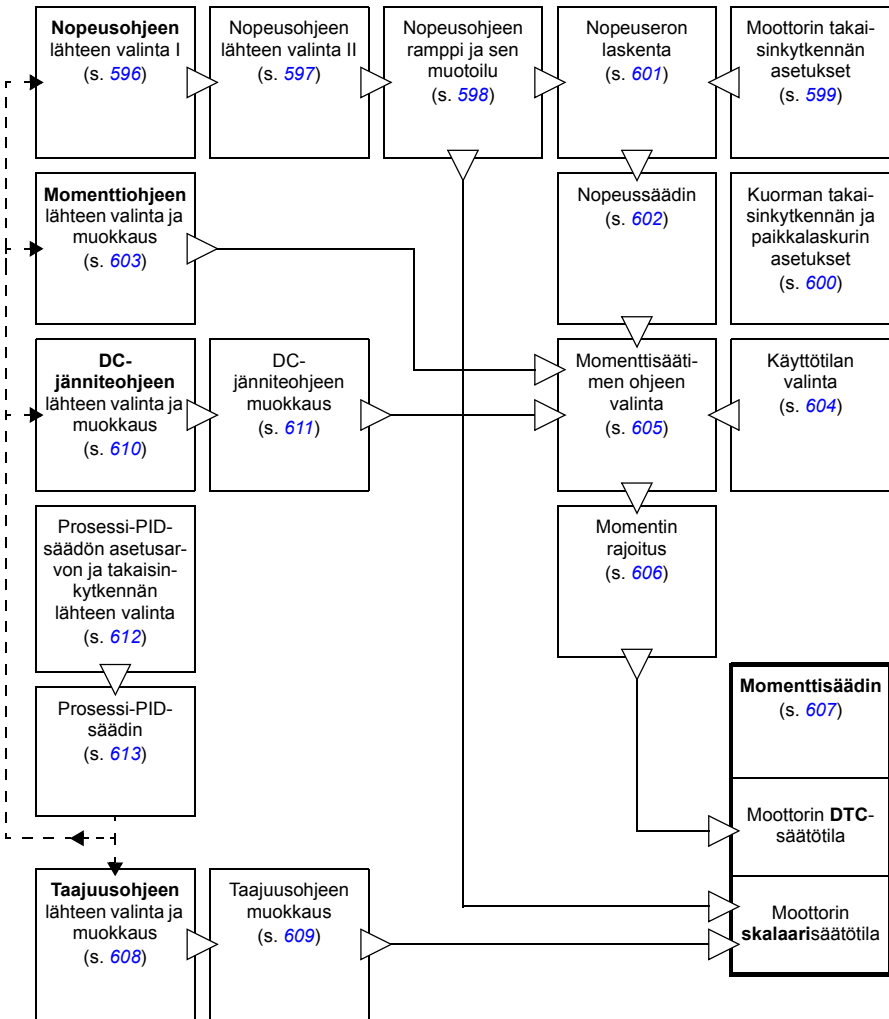 Nopeusohjeen
lähteen valinta I
(s. 596)
Nopeusohjeen
lähteen valinta II
(s. 597)
Nopeusohjeen
ramppi ja sen
muotoilu
(s. 598)
Nopeuseron
laskenta
(s. 601)
Moottorin takai-
sinkytkennän
asetukset
(s. 599)
Momenttiohjeen
lähteen valinta ja
muokkaus
(s. 603)
Nopeussäädin
(s. 602)
Kuorman takai-
sinkytkennän ja
paikkalaskurin
asetukset
(s. 600)
DC-
jänniteohjeen
lähteen valinta ja
muokkaus
(s. 610)
DC-
jänniteohjeen
muokkaus
(s. 611)
Momenttisääti-
men ohjeen
valinta
(s. 605)
Käyttötilan
valinta
(s. 604)
Prosessi-PID-
säädön asetusar-
von ja takaisin-
kytkennän
lähteen valinta
(s. 612)
Momentin
rajoitus
(s. 606)
Prosessi-PID-
säädin
(s. 613)
Momenttisäädin
(s. 607)
Moottorin DTC-
säätötila
Moottorin
skalaarisäätötila
Taajuusohjeen
lähteen valinta ja
muokkaus
(s. 608)
Taajuusohjeen
muokkaus
(s. 609)